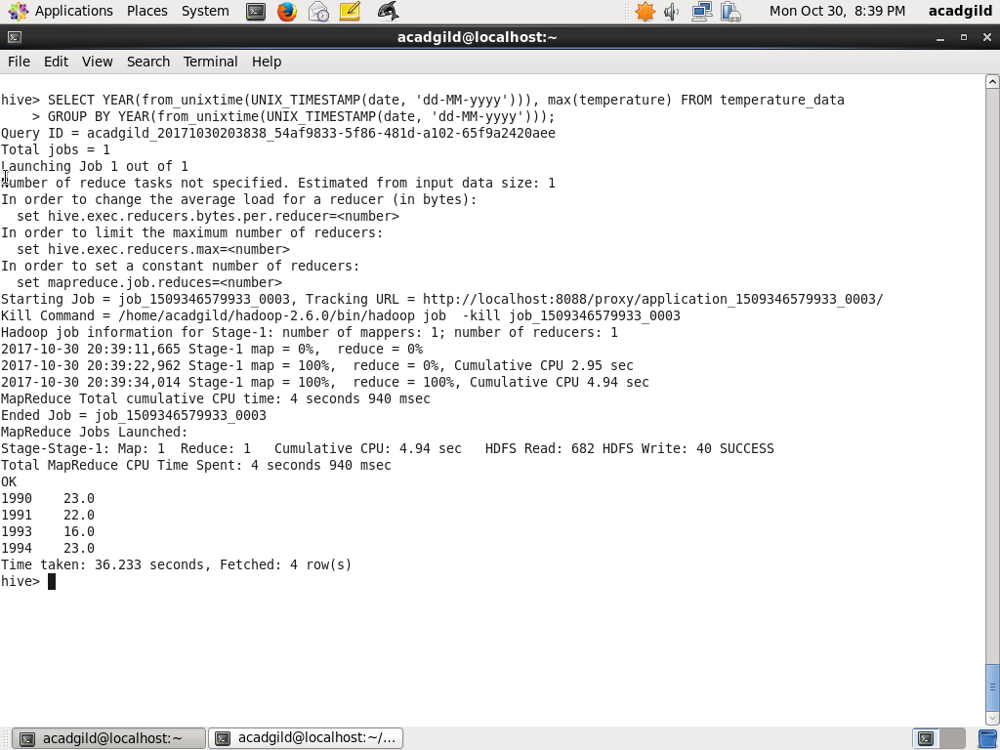 Applications Places System Mon Oct 30, 8:39 PM acadgild
acadgild@localhost:~
File Edit View Search Terminal Help
hive> SELECT YEAR(from_unixtime(UNIX_TIMESTAMP(date, 'dd-MM-yyyy'))), max(temperature) FROM temperature_data
    > GROUP BY YEAR(from_unixtime(UNIX_TIMESTAMP(date, 'dd-MM-yyyy')));
Query ID = acadgild_20171030203838_54af9833-5f86-481d-a102-65f9a2420aee
Total jobs = 1
Launching Job 1 out of 1
Number of reduce tasks not specified. Estimated from input data size: 1
In order to change the average load for a reducer (in bytes):
  set hive.exec.reducers.bytes.per.reducer=<number>
In order to limit the maximum number of reducers:
  set hive.exec.reducers.max=<number>
In order to set a constant number of reducers:
  set mapreduce.job.reduces=<number>
Starting Job = job_1509346579933_0003, Tracking URL = http://localhost:8088/proxy/application_1509346579933_0003/
Kill Command = /home/acadgild/hadoop-2.6.0/bin/hadoop job  -kill job_1509346579933_0003
Hadoop job information for Stage-1: number of mappers: 1; number of reducers: 1
2017-10-30 20:39:11,665 Stage-1 map = 0%,  reduce = 0%
2017-10-30 20:39:22,962 Stage-1 map = 100%,  reduce = 0%, Cumulative CPU 2.95 sec
2017-10-30 20:39:34,014 Stage-1 map = 100%,  reduce = 100%, Cumulative CPU 4.94 sec
MapReduce Total cumulative CPU time: 4 seconds 940 msec
Ended Job = job_1509346579933_0003
MapReduce Jobs Launched:
Stage-Stage-1: Map: 1  Reduce: 1   Cumulative CPU: 4.94 sec   HDFS Read: 682 HDFS Write: 40 SUCCESS
Total MapReduce CPU Time Spent: 4 seconds 940 msec
OK
1990    23.0
1991    22.0
1993    16.0
1994    23.0
Time taken: 36.233 seconds, Fetched: 4 row(s)
hive>
acadgild@localhost:~ acadgild@localhost:~/...